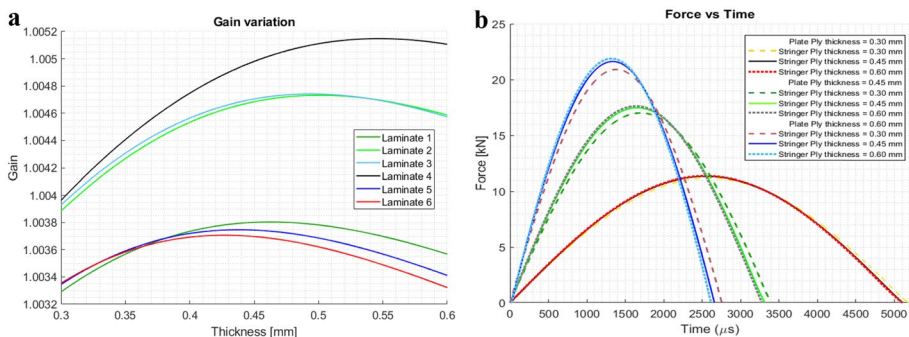 a
Gain variation
1.0052
1.0048
1.0044
1.004
1.0038
1.0036
1.0034
1.0032
Gain
0.3 0.35 0.4 0.45 0.5 0.55 0.6
Thickness [mm]
Laminate 1
Laminate 2
Laminate 3
Laminate 4
Laminate 5
Laminate 6
b
Force vs Time
25
20
15
10
5
0
Force [kN]
0 500 1000 1500 2000 2500 3000 3500 4000 4500 5000
Time (μs)
Plate Ply thickness = 0.30 mm
Stringer Ply thickness = 0.30 mm
Stringer Ply thickness = 0.45 mm
Stringer Ply thickness = 0.60 mm
Plate Ply thickness = 0.45 mm
Stringer Ply thickness = 0.30 mm
Stringer Ply thickness = 0.45 mm
Stringer Ply thickness = 0.60 mm
Plate Ply thickness = 0.60 mm
Stringer Ply thickness = 0.30 mm
Stringer Ply thickness = 0.45 mm
Stringer Ply thickness = 0.60 mm